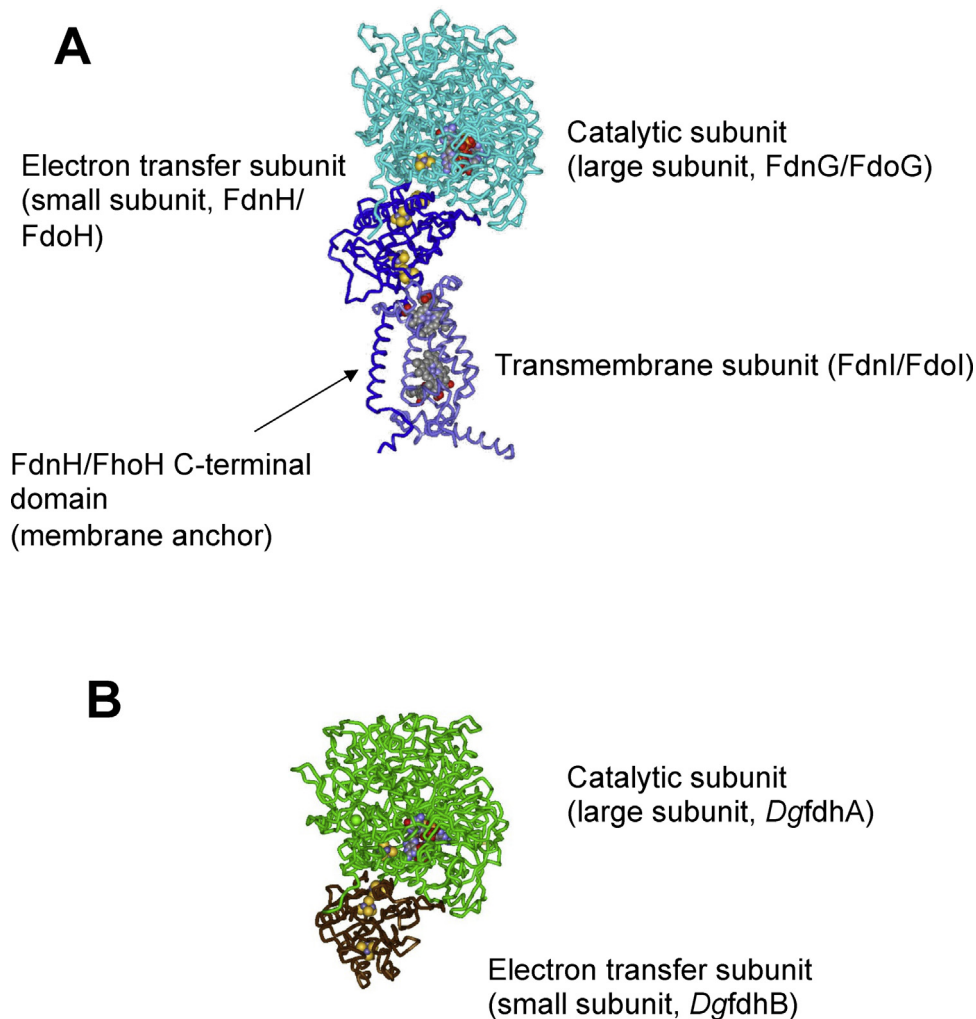 A
Catalytic subunit
(large subunit, FdnG/FdoG)
Electron transfer subunit
(small subunit, FdnH/
FdoH)
Transmembrane subunit (FdnI/FdoI)
FdnH/FhoH C-terminal
domain
(membrane anchor)
B
Catalytic subunit
(large subunit, DgfdhA)
Electron transfer subunit
(small subunit, DgfdhB)